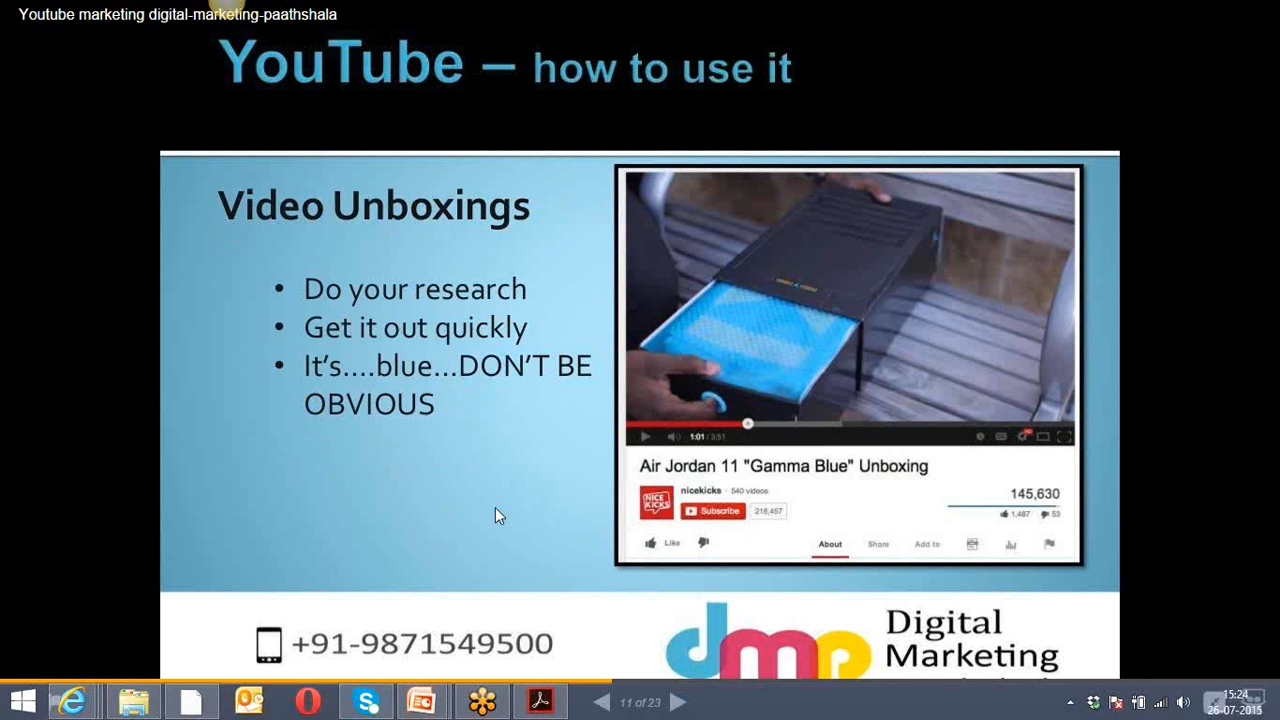 Youtube marketing digital-marketing-paathshala
YouTube – how to use it
Video Unboxings
• Do your research
• Get it out quickly
• It's....blue...DON'T BE
OBVIOUS
1:01 / 3:51
Air Jordan 11 "Gamma Blue" Unboxing
NICE KICKS
nicekicks · 540 videos
Subscribe 216,457
145,630
1,487 53
Like
About Share Add to
+91-9871549500
dmp
Digital
Marketing
11 of 23
15:24
26-07-2015